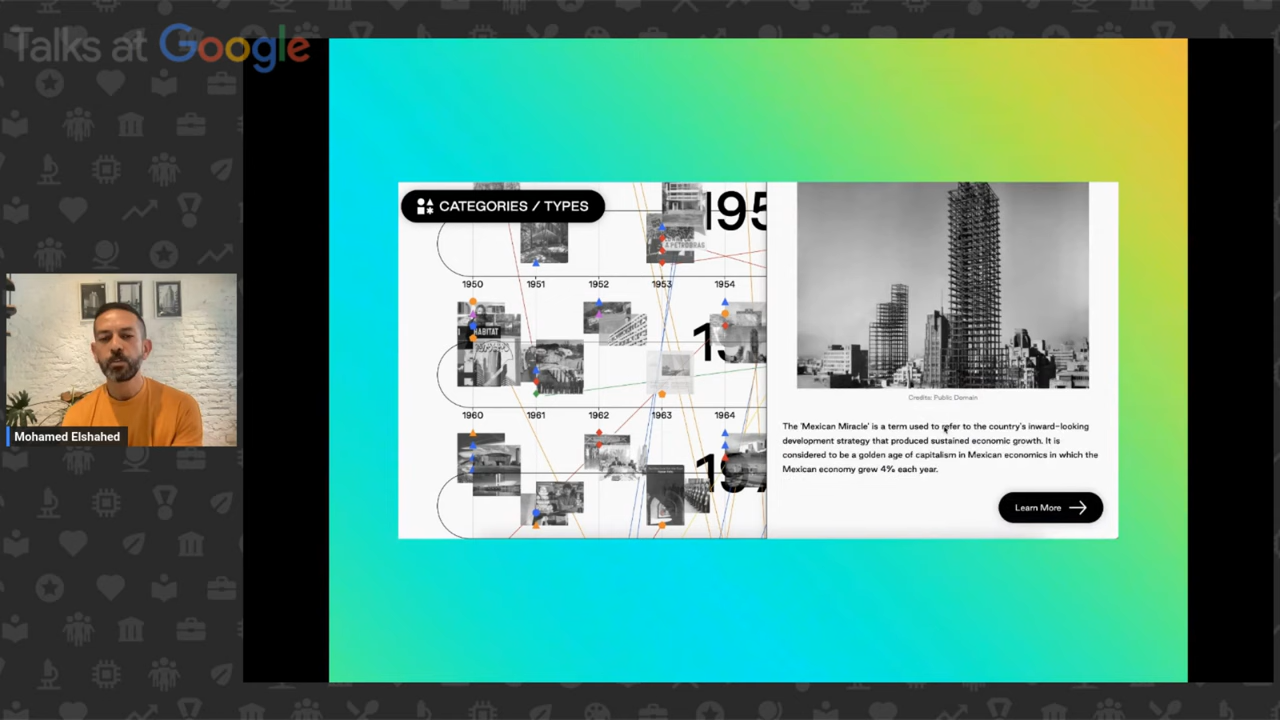 Talks at Google
CATEGORIES / TYPES
195
A PETROBRAS
1950
1951
1952
1953
1954
HABITAT
1960
1961
1962
1963
1964
Credits: Public Domain
The 'Mexican Miracle' is a term used to refer to the country's inward-looking
development strategy that produced sustained economic growth. It is
considered to be a golden age of capitalism in Mexican economics in which the
Mexican economy grew 4% each year.
Learn More
Mohamed Elshahed